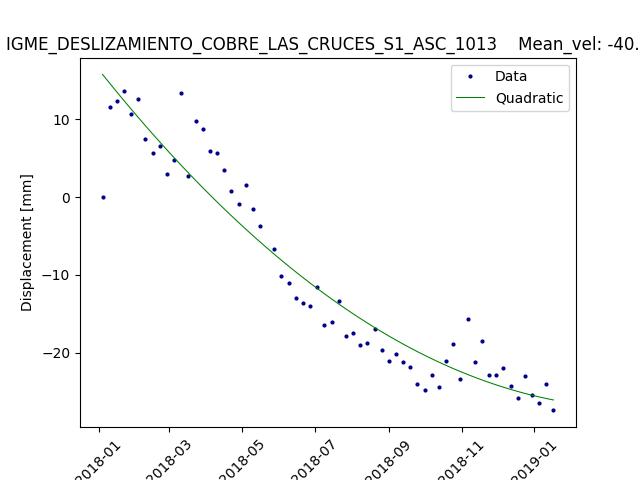 IGME_DESLIZAMIENTO_COBRE_LAS_CRUCES_S1_ASC_1013 Mean_vel: -40.
Data
Quadratic
Displacement [mm]
10
0
−10
−20
2018-01
2018-03
2018-05
2018-07
2018-09
2018-11
2019-01